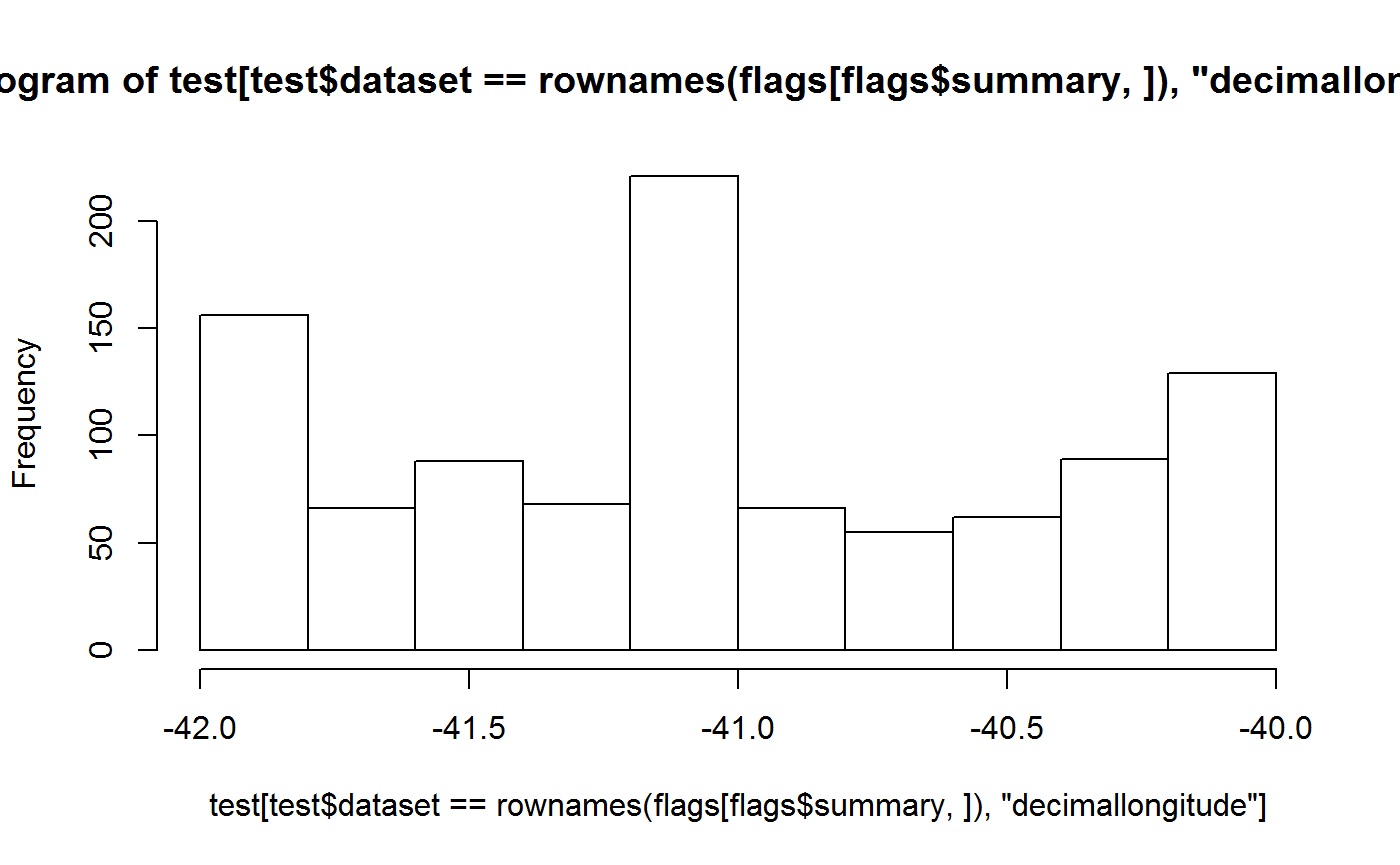 ogram of test[test$dataset == rownames(flags[flags$summary, ]), "decimallon
Frequency
200
150
100
50
0
-42.0 -41.5 -41.0 -40.5 -40.0
test[test$dataset == rownames(flags[flags$summary, ]), "decimallongitude"]